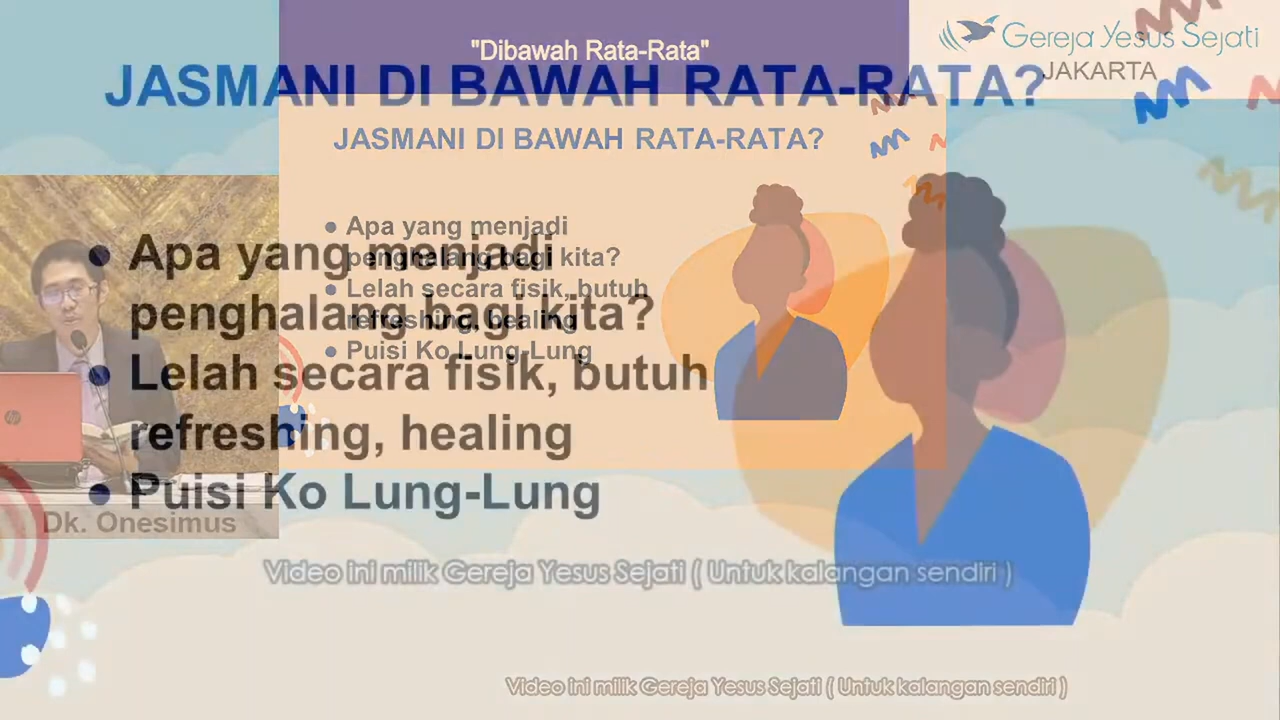 "Dibawah Rata-Rata"
Gereja Yesus Sejati
JAKARTA
JASMANI DI BAWAH RATA-RATA?
JASMANI DI BAWAH RATA-RATA?
● Apa yang menjadi
penghalang bagi kita?
● Lelah secara fisik, butuh
refreshing, healing
● Puisi Ko Lung-Lung
● Apa yang menjadi
penghalang bagi kita?
● Lelah secara fisik, butuh
refreshing, healing
● Puisi Ko Lung-Lung
hp
Dk. Onesimus
Video ini milik Gereja Yesus Sejati ( Untuk kalangan sendiri )
Video ini milik Gereja Yesus Sejati ( Untuk kalangan sendiri )